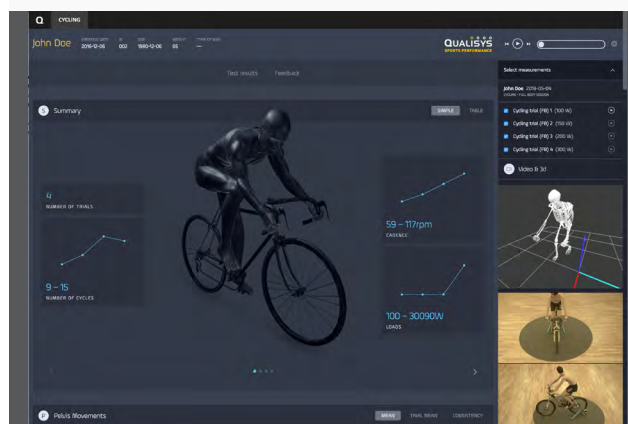 Q CYCLING
John Doe
2016-12-06 002 1980-12-06 85 —
QUALISYS
SPORTS PERFORMANCE
Test results Feedback
Select measurements
John Doe 2016-05-04
S Summary
SIMPLE TABLE
Cycling trial (FB) 1 (100 W)
Cycling trial (FB) 2 (150 W)
Cycling trial (FB) 3 (200 W)
Cycling trial (FB) 4 (300 W)
Video & 3d
NUMBER OF TRIALS
59 – 117rpm
CADENCE
9 – 15
NUMBER OF CYCLES
100 – 30090W
LOADS
P Pelvis Movements
MEAN TRIAL MEAN CONSISTENCY